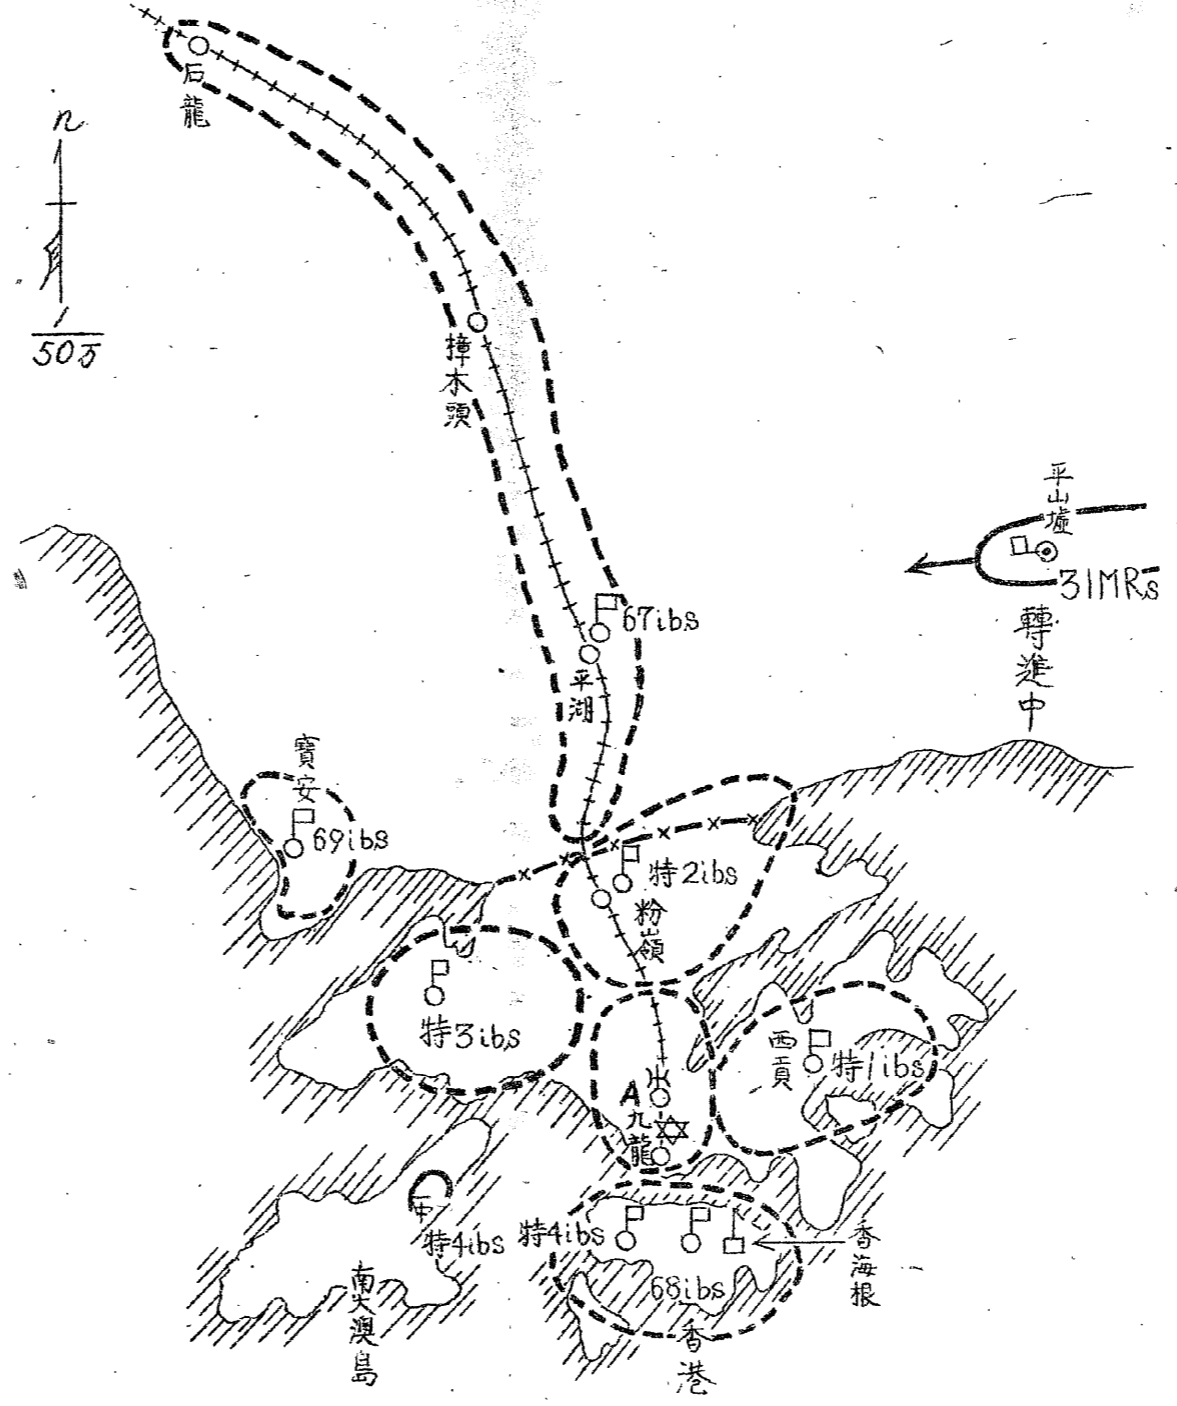 石龍
n
1/50万
樟木頭
平山墟
31MRs
轉進中
67ibs
平湖
寶安
69ibs
特2ibs
粉嶺
特3ibs
西貢
特1ibs
A
九龍
中
特4ibs
特4ibs
68ibs
香海根
南大澳島
香港